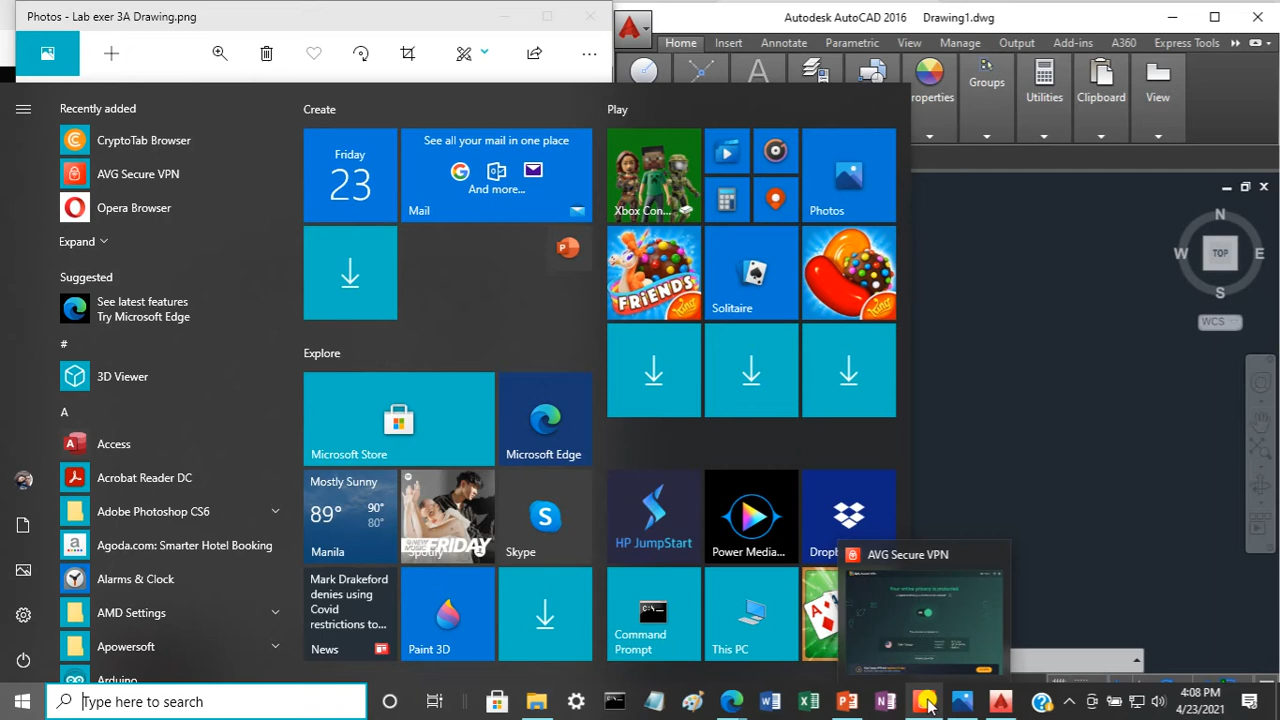 Photos - Lab exer 3A Drawing.png
Autodesk AutoCAD 2016 Drawing1.dwg
Home Insert Annotate Parametric View Manage Output Add-ins A360 Express Tools
Groups Utilities Clipboard View
Recently added
CryptoTab Browser
AVG Secure VPN
Opera Browser
Expand
Suggested
See latest features
Try Microsoft Edge
#
3D Viewer
A
Access
Acrobat Reader DC
Adobe Photoshop CS6
Agoda.com: Smarter Hotel Booking
Alarms & Clock
AMD Settings
Apowersoft
Arduino
Create
Friday
23
See all your mail in one place
And more...
Mail
Explore
Microsoft Store
Microsoft Edge
Mostly Sunny
89° 90°
80°
Manila
FRIDAY
Spotify
Skype
Mark Drakeford
denies using
Covid
restrictions to...
News
Paint 3D
Play
Xbox Con...
Photos
FRIENDS
King
Solitaire
King
HP JumpStart
Power Media...
Command
Prompt
This PC
AVG Secure VPN
N
W TOP E
S
WCS
Type here to search
4:08 PM
4/23/2021